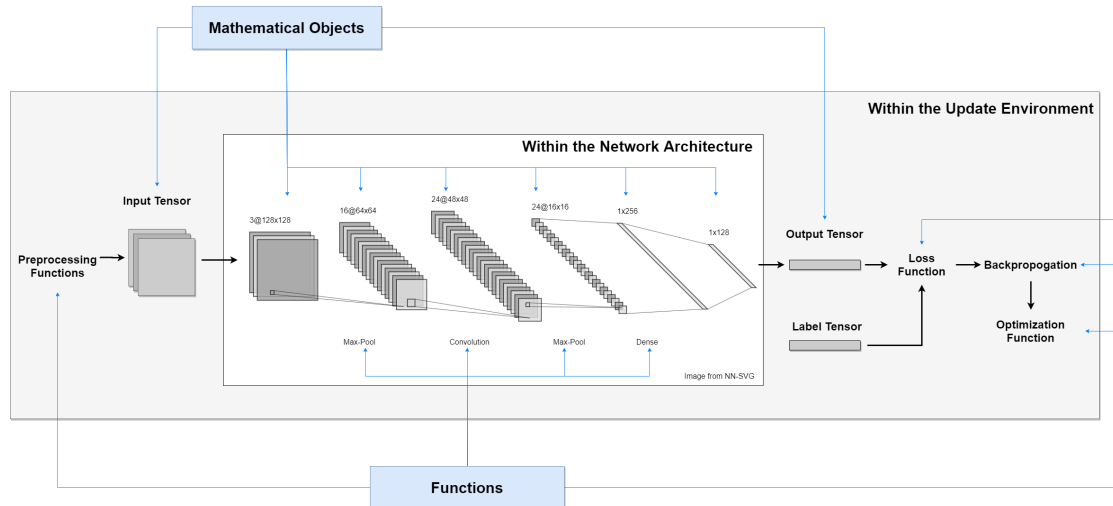 Mathematical Objects
Within the Update Environment
Within the Network Architecture
Input Tensor
3@128x128
16@64x64
24@48x48
24@16x16
1x256
1x128
Preprocessing
Functions
Output Tensor
Loss
Function
Backpropogation
Label Tensor
Optimization
Function
Max-Pool
Convolution
Max-Pool
Dense
Image from NN-SVG
Functions